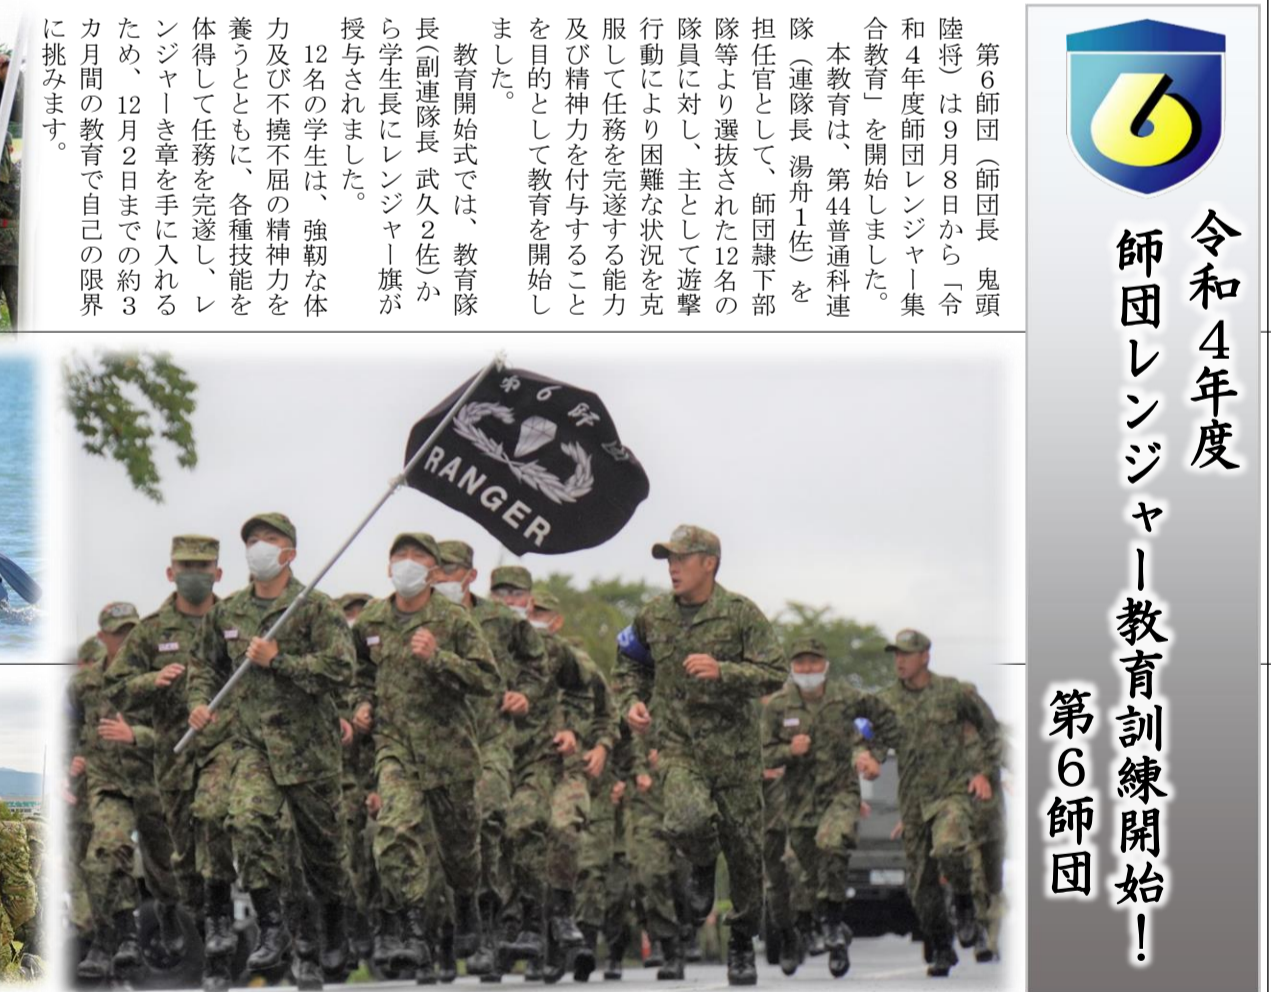 令和４年度
師団レンジャー教育訓練開始！
第６師団
６
第６師団（師団長　鬼頭
陸将）は９月８日から「令
和４年度師団レンジャー集
合教育」を開始しました。
本教育は、第44普通科連
隊（連隊長 湯舟１佐）を
担任官として、師団隷下部
隊等より選抜された12名の
隊員に対し、主として遊撃
行動により困難な状況を克
服して任務を完遂する能力
及び精神力を付与すること
を目的として教育を開始し
ました。
教育開始式では、教育隊
長(副連隊長 武久２佐)か
ら学生長にレンジャー旗が
授与されました。
12名の学生は、強靭な体
力及び不撓不屈の精神力を
養うとともに、各種技能を
体得して任務を完遂し、レ
ンジャーき章を手に入れる
ため、12月２日までの約３
カ月間の教育で自己の限界
に挑みます。
第６師団
RANGER